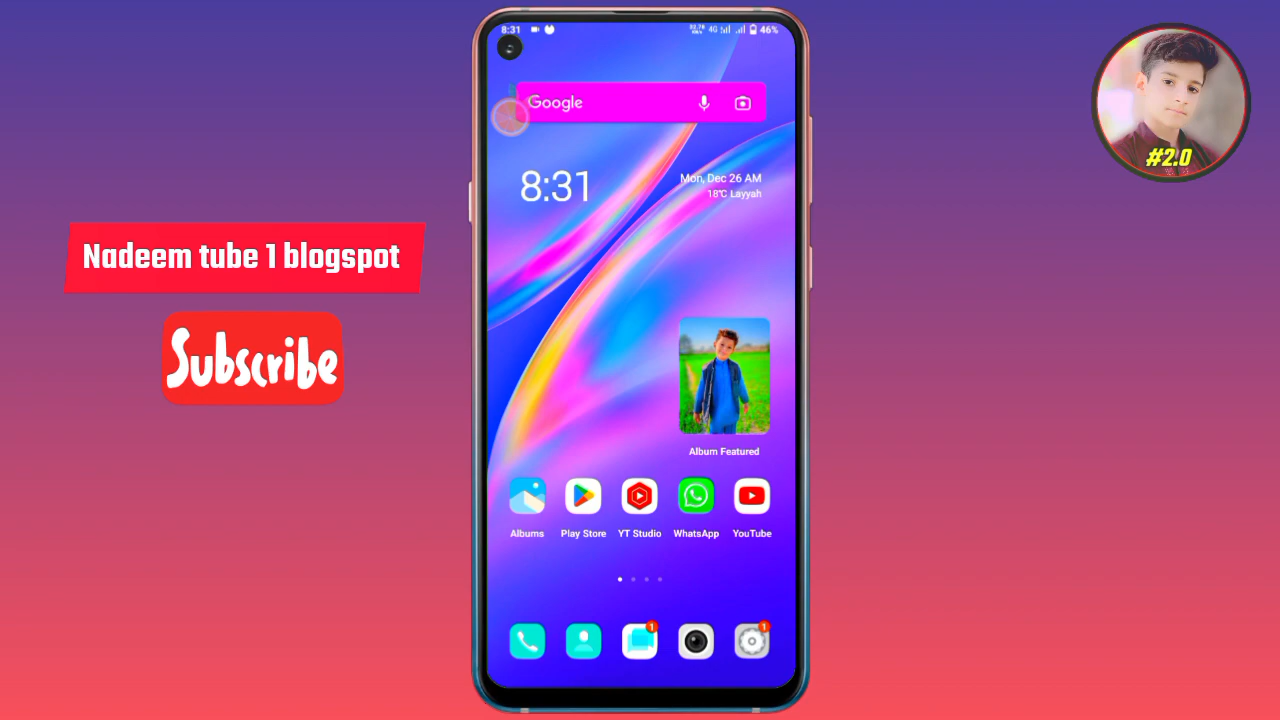 8:31
4G
46%
Google
8:31
Mon, Dec 26 AM
18°C Layyah
#2.0
Nadeem tube 1 blogspot
Subscribe
Album Featured
Albums
Play Store
YT Studio
WhatsApp
YouTube
1
1